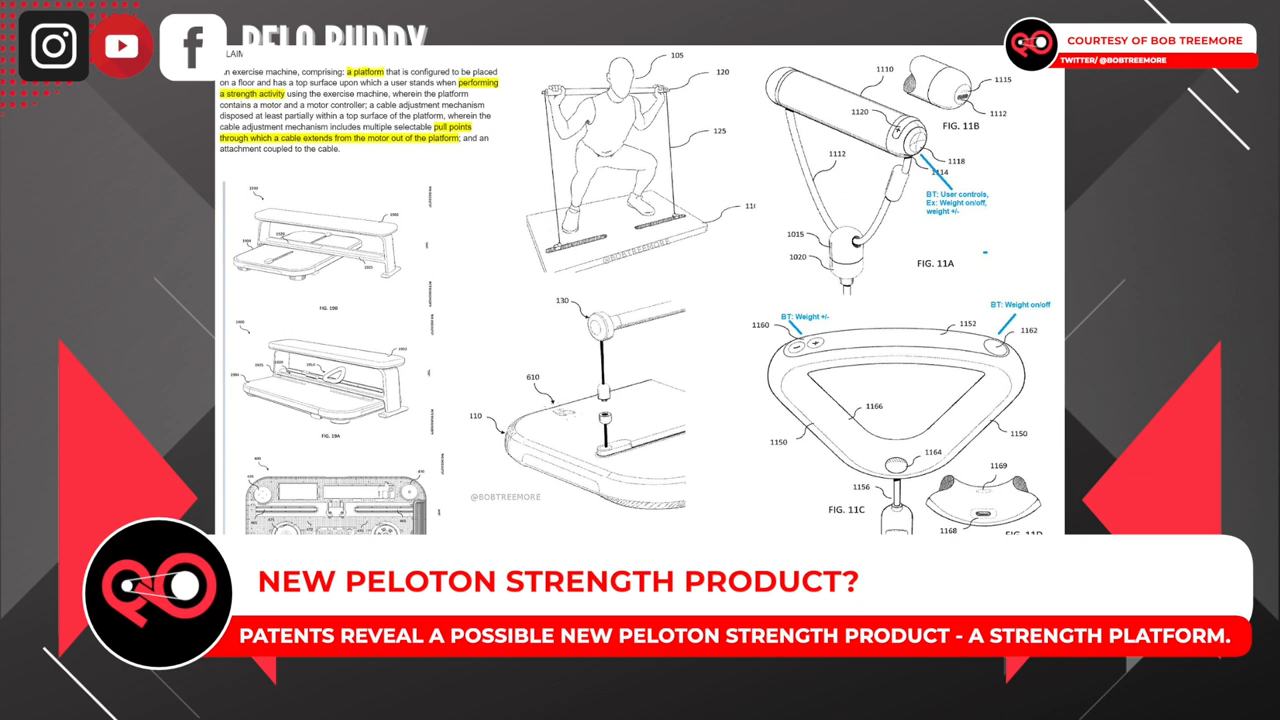 PELO BUDDY
COURTESY OF BOB TREEMORE
TWITTER/ @BOBTREEMORE
LAIM
n exercise machine, comprising: a platform that is configured to be placed
on a floor and has a top surface upon which a user stands when performing
a strength activity using the exercise machine, wherein the platform
contains a motor and a motor controller; a cable adjustment mechanism
disposed at least partially within a top surface of the platform, wherein the
cable adjustment mechanism includes multiple selectable pull points
through which a cable extends from the motor out of the platform; and an
attachment coupled to the cable.
FIG. 19B
FIG. 19A
105
120
125
110
@BOBTREEMORE
130
610
110
@BOBTREEMORE
1110
1115
1120
1112
FIG. 11B
1118
1112
1114
BT: User controls,
Ex: Weight on/off,
weight +/-
1015
1020
FIG. 11A
BT: Weight +/-
BT: Weight on/off
1160
1152
1162
1166
1150
1150
1164
1169
1156
FIG. 11C
1168
FIG. 11D
NEW PELOTON STRENGTH PRODUCT?
PATENTS REVEAL A POSSIBLE NEW PELOTON STRENGTH PRODUCT - A STRENGTH PLATFORM.